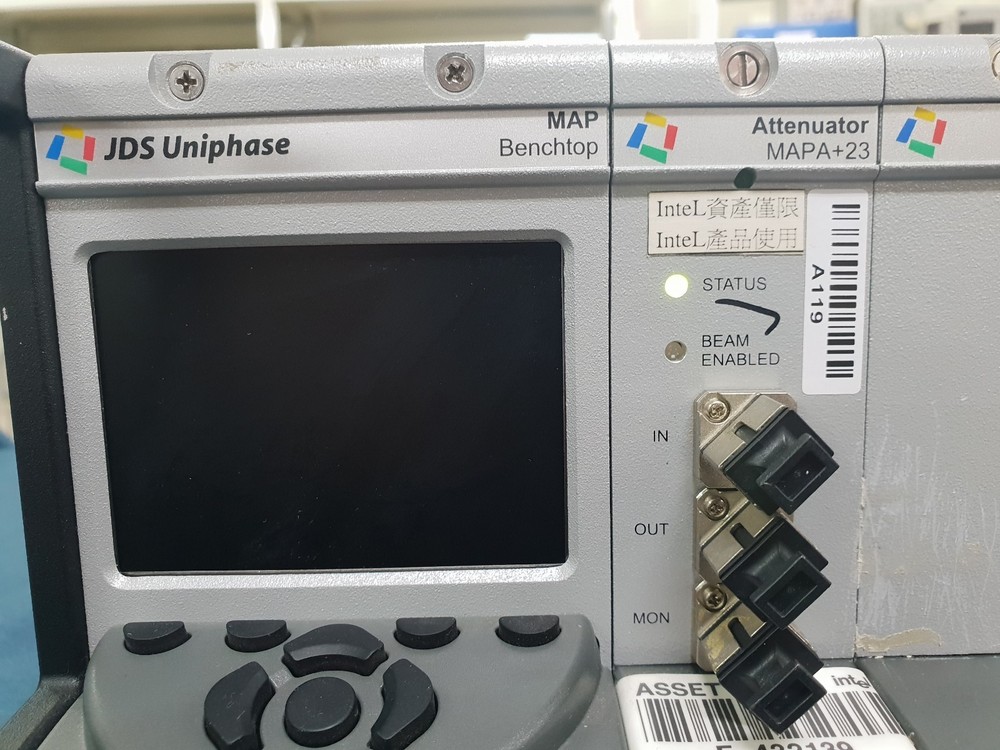 JDS Uniphase
MAP
Benchtop
Attenuator
MAPA+23
InteL資產僅限
InteL產品使用
A119
STATUS
BEAM
ENABLED
IN
OUT
MON
ASSET
intel